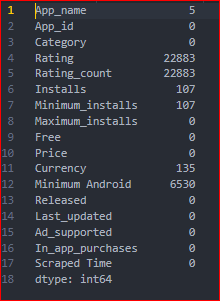 1 App_name 5
2 App_id 0
3 Category 0
4 Rating 22883
5 Rating_count 22883
6 Installs 107
7 Minimum_installs 107
8 Maximum_installs 0
9 Free 0
10 Price 0
11 Currency 135
12 Minimum Android 6530
13 Released 0
14 Last_updated 0
15 Ad_supported 0
16 In_app_purchases 0
17 Scraped Time 0
18 dtype: int64